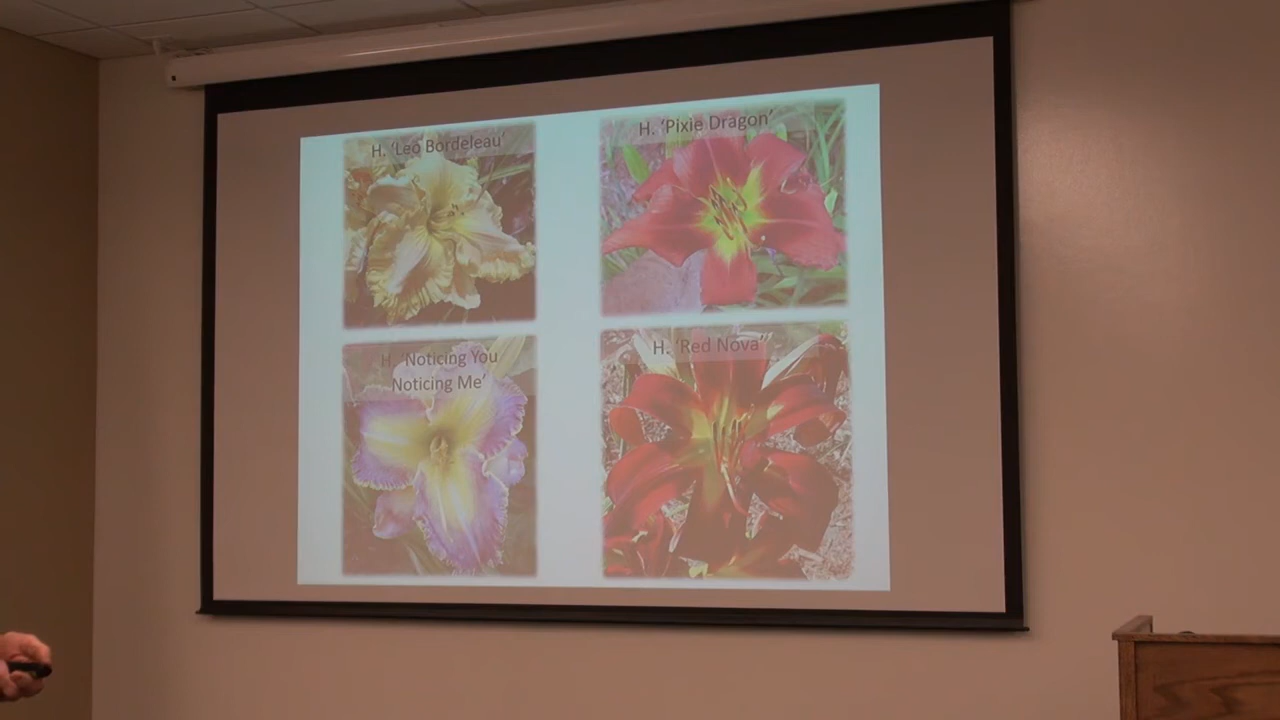 H. 'Leo Bordeleau'
H. 'Pixie Dragon'
H. 'Noticing You
Noticing Me'
H. 'Red Nova"